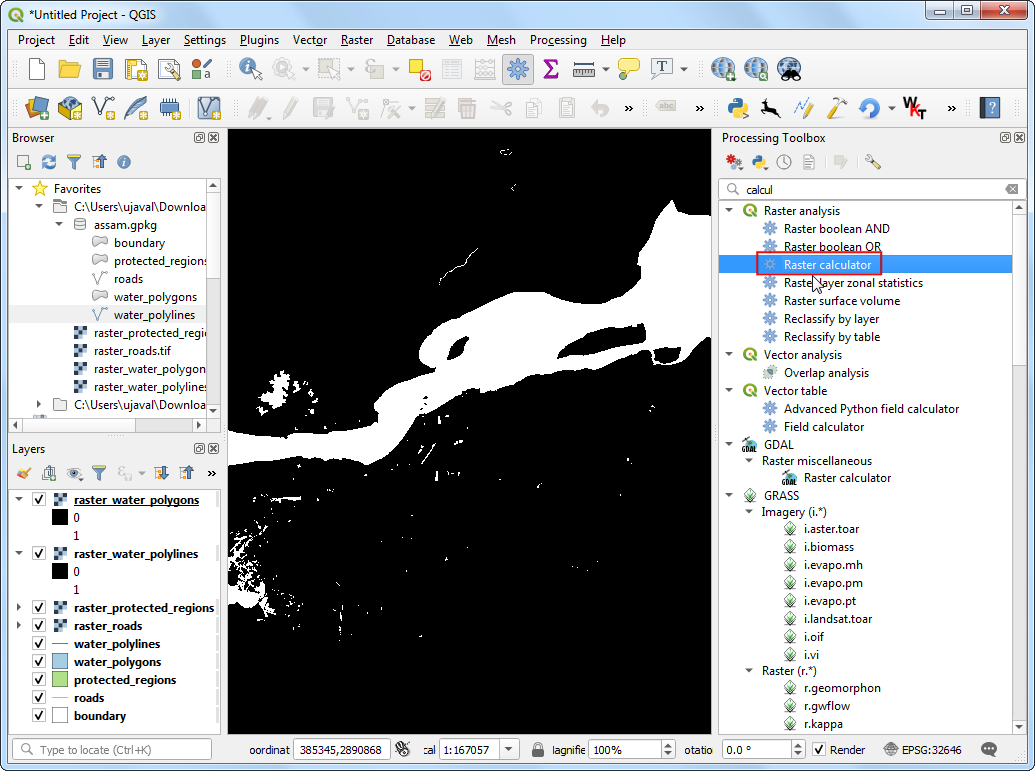 *Untitled Project - QGIS
Project Edit View Layer Settings Plugins Vector Raster Database Web Mesh Processing Help
T
» abc » WKT » ?
Browser
Favorites
C:\Users\ujaval\Downloa
assam.gpkg
boundary
protected_regions
roads
water_polygons
water_polylines
raster_protected_regi
raster_roads.tif
raster_water_polygon
raster_water_polylines
C:\Users\ujaval\Downloa
Layers
»
raster_water_polygons
0
1
raster_water_polylines
0
1
raster_protected_regions
raster_roads
water_polylines
water_polygons
protected_regions
roads
boundary
Processing Toolbox
calcul
Raster analysis
Raster boolean AND
Raster boolean OR
Raster calculator
Raster layer zonal statistics
Raster surface volume
Reclassify by layer
Reclassify by table
Vector analysis
Overlap analysis
Vector table
Advanced Python field calculator
Field calculator
GDAL GDAL
Raster miscellaneous
GDAL Raster calculator
GRASS
Imagery (i.*)
i.aster.toar
i.biomass
i.evapo.mh
i.evapo.pm
i.evapo.pt
i.landsat.toar
i.oif
i.vi
Raster (r.*)
r.geomorphon
r.gwflow
r.kappa
Type to locate (Ctrl+K) oordinat 385345,2890868 cal 1:167057 lagnifie 100% otatio 0.0 ° Render EPSG:32646